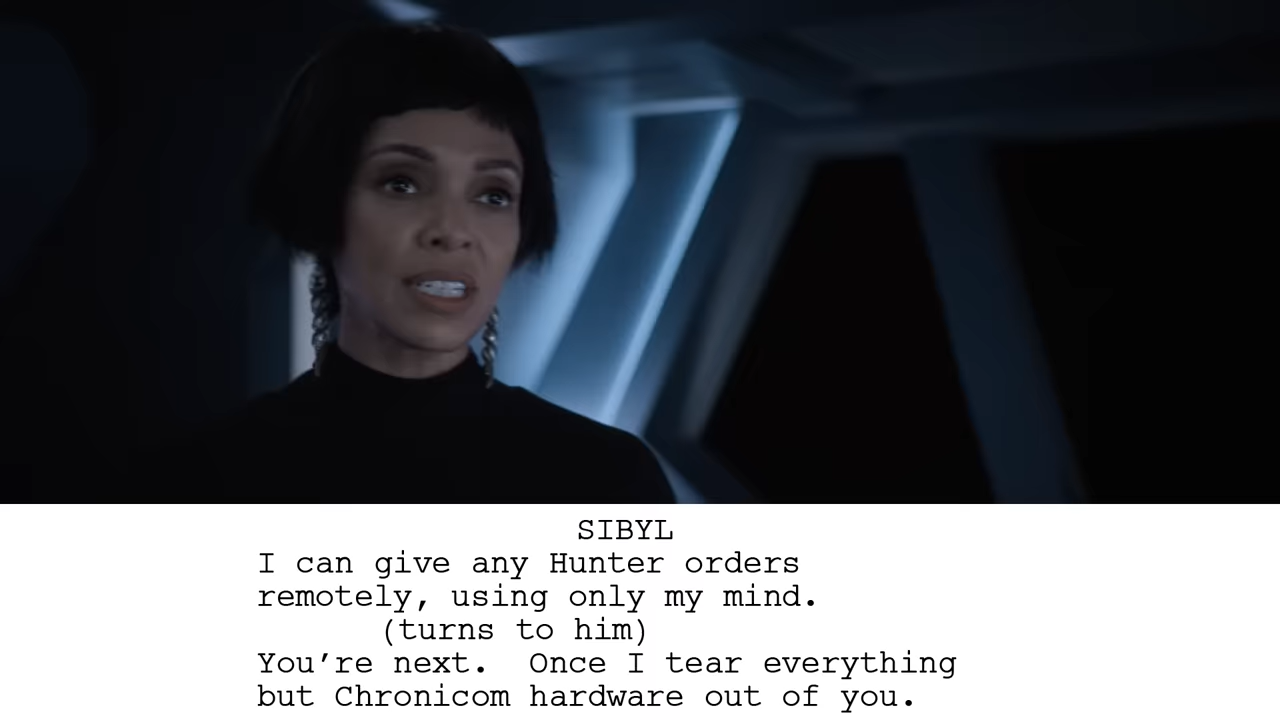 SIBYL
I can give any Hunter orders
remotely, using only my mind.
(turns to him)
You’re next.  Once I tear everything
but Chronicom hardware out of you.